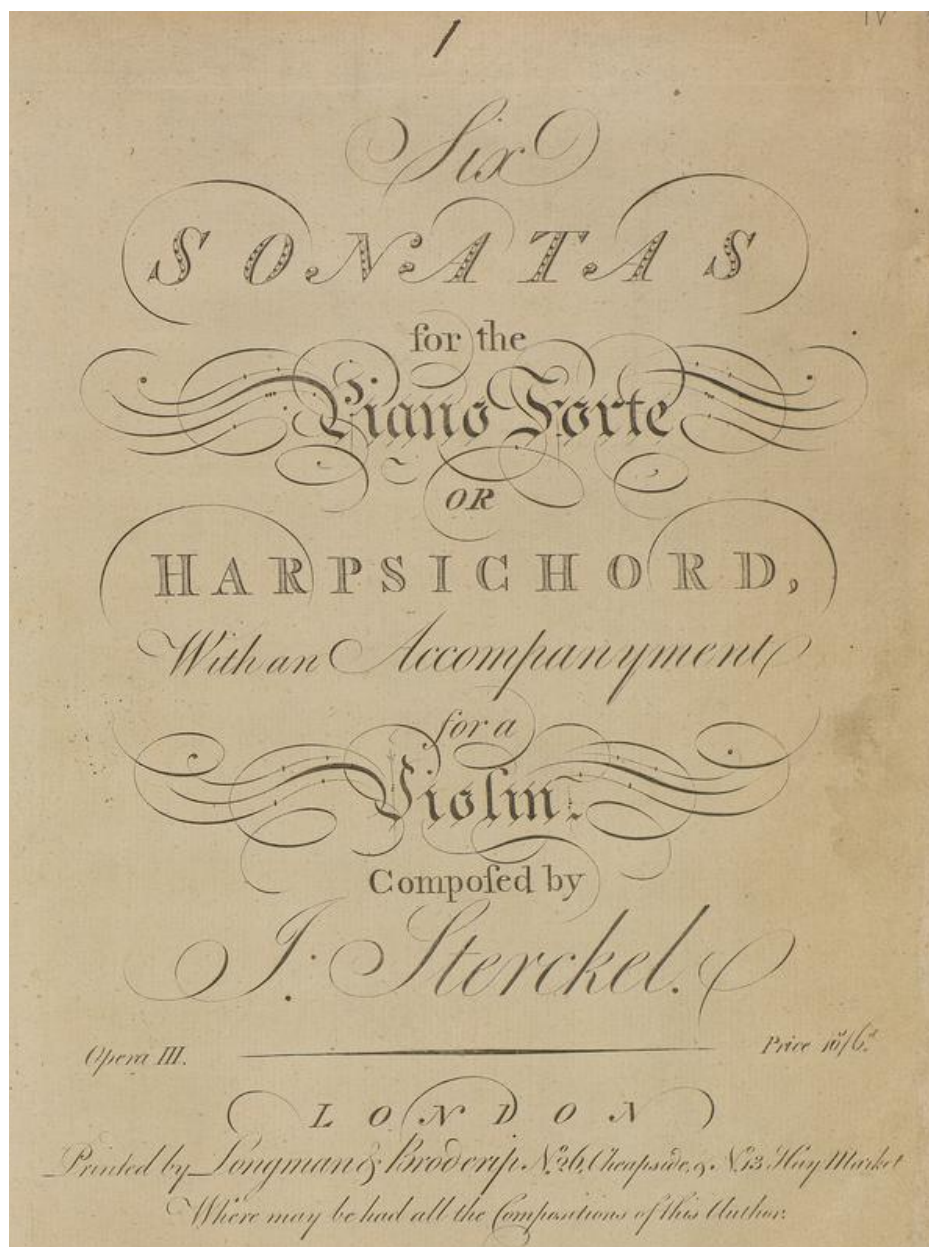 1
IV
Six
SONATAS
for the
Piano Forte
OR
HARPSICHORD,
With an Accompanyment
for a
Violin.
Compoſed by
J. Sterckel.
Opera III.
Price 10ˢ/6.ᵈ
LONDON
Printed by Longman & Broderip Nº. 26, Cheapside, & Nº. 13 Hay Market
Where may be had all the Compositions of this Author.